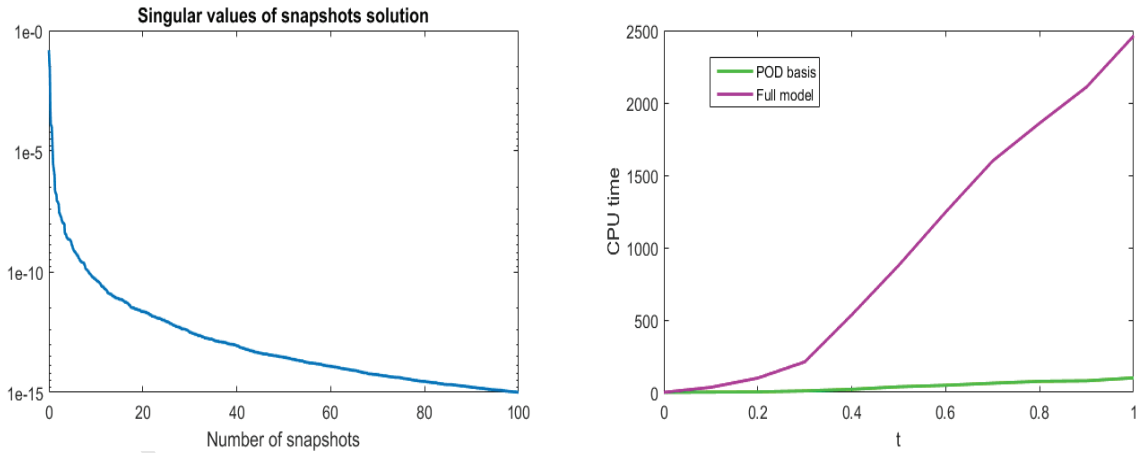 Singular values of snapshots solution
1e-0
1e-5
1e-10
1e-15
0 20 40 60 80 100
Number of snapshots
2500
2000
1500
1000
500
0
CPU time
POD basis
Full model
0 0.2 0.4 0.6 0.8 1
t